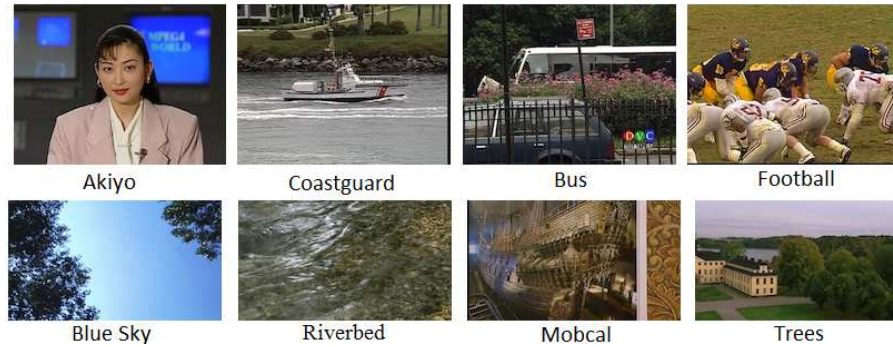 MPEG4
WORLD
DVC
Akiyo
Coastguard
Bus
Football
Blue Sky
Riverbed
Mobcal
Trees